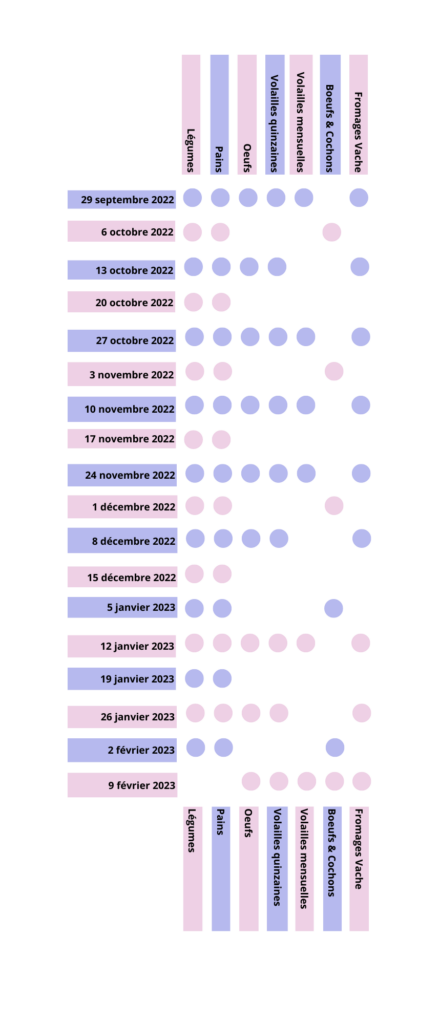 Légumes
Pains
Oeufs
Volailles quinzaines
Volailles mensuelles
Boeufs & Cochons
Fromages Vache
29 septembre 2022
6 octobre 2022
13 octobre 2022
20 octobre 2022
27 octobre 2022
3 novembre 2022
10 novembre 2022
17 novembre 2022
24 novembre 2022
1 décembre 2022
8 décembre 2022
15 décembre 2022
5 janvier 2023
12 janvier 2023
19 janvier 2023
26 janvier 2023
2 février 2023
9 février 2023
Légumes
Pains
Oeufs
Volailles quinzaines
Volailles mensuelles
Boeufs & Cochons
Fromages Vache